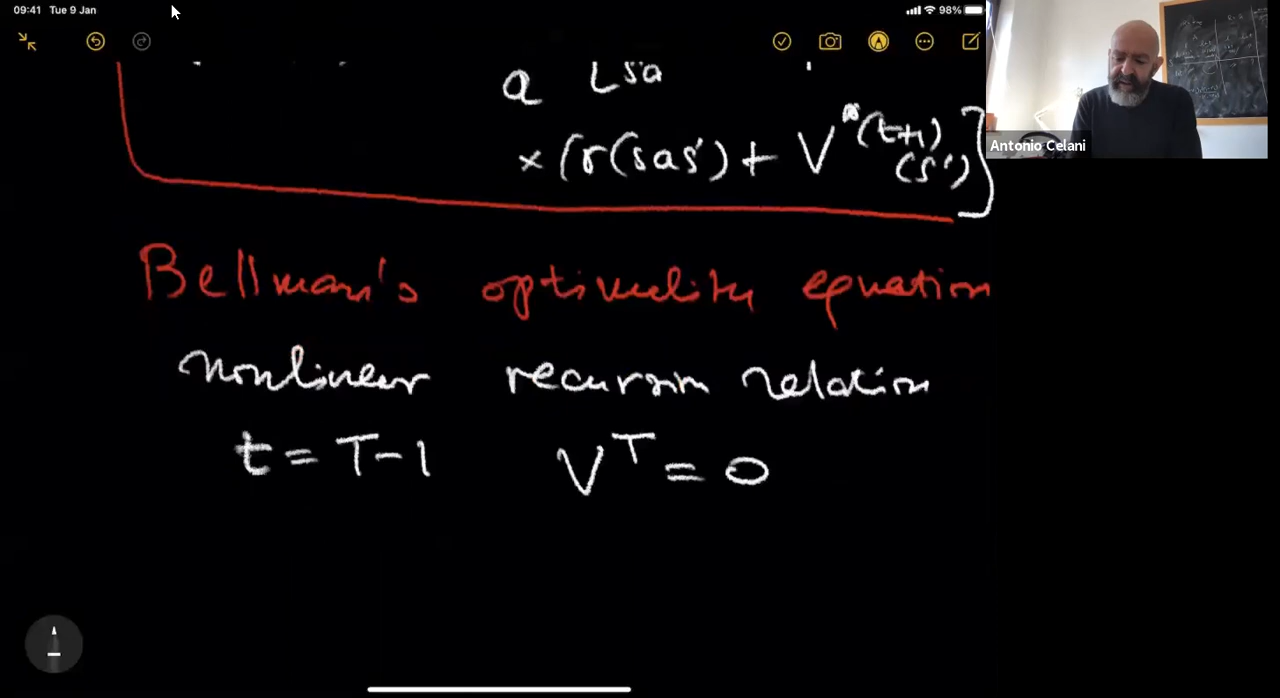 09:41 Tue 9 Jan
98%
a
× (r(sas') + V*(t+1)
(s')]
Antonio Celani
Bellman's optimality equation
nonlinear recursion relation
t = T-1 V^T = 0